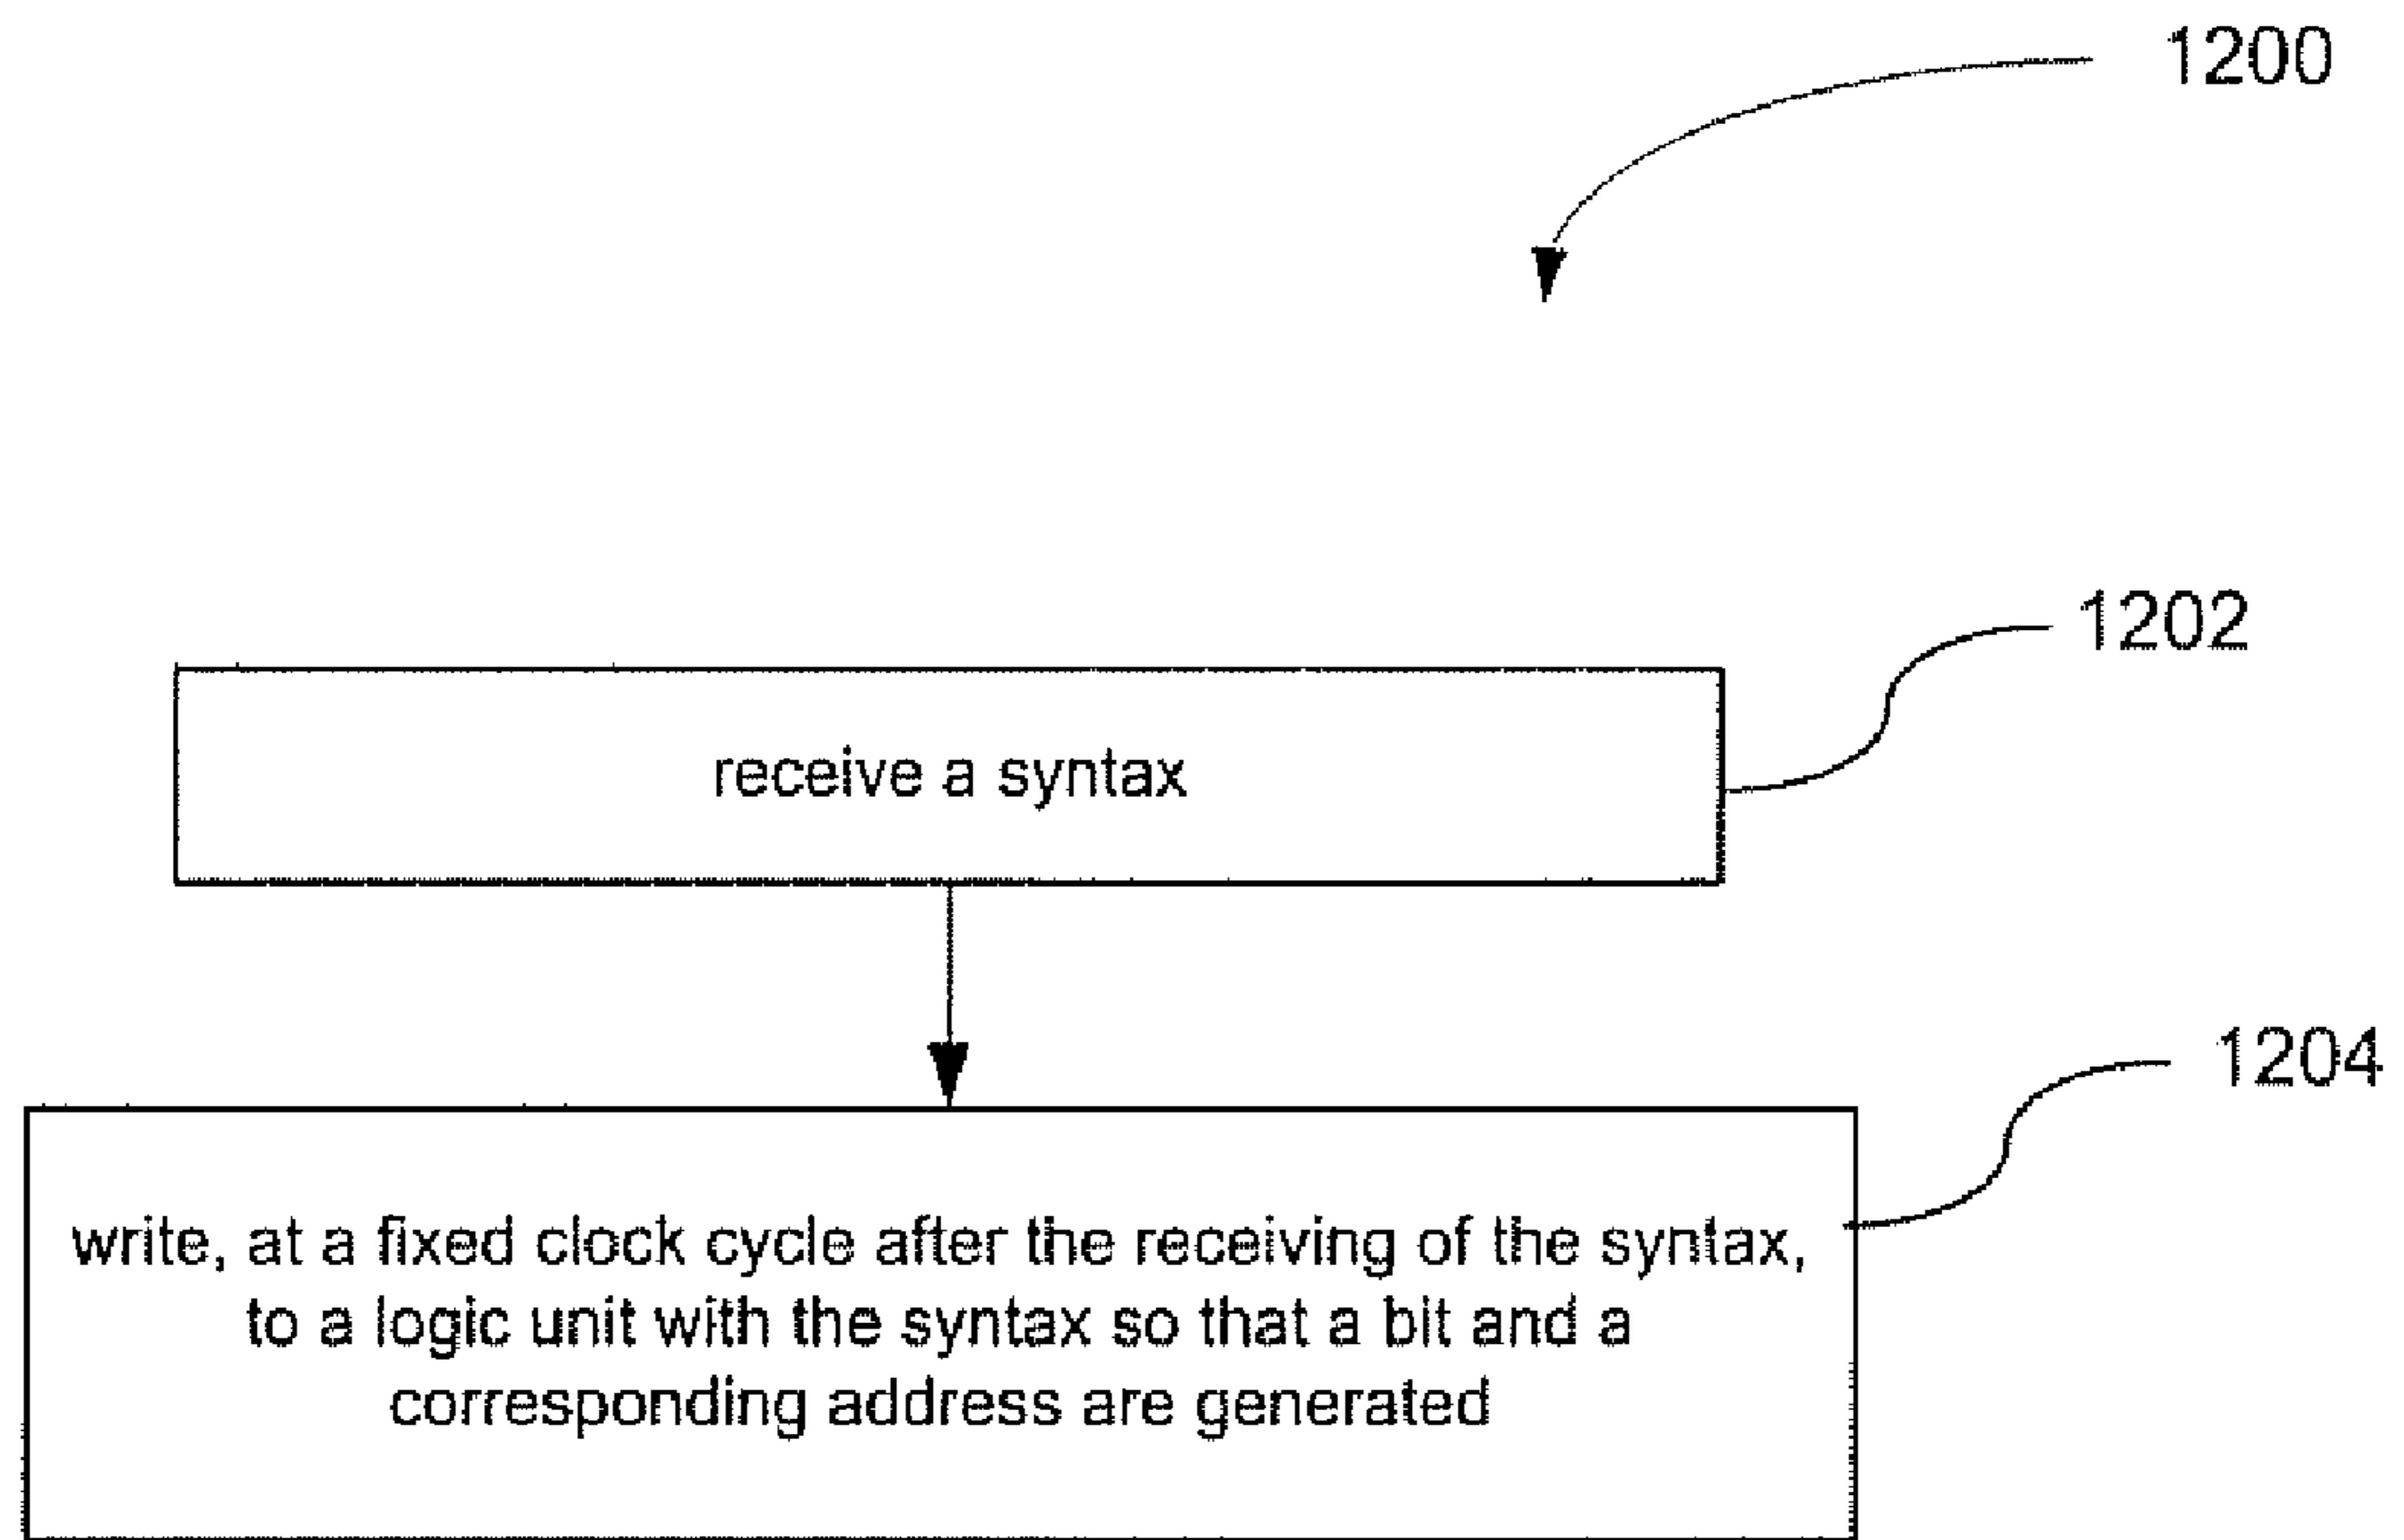 1200
1202
receive a syntax
1204
write, at a fixed clock cycle after the receiving of the syntax,
to a logic unit with the syntax so that a bit and a
corresponding address are generated